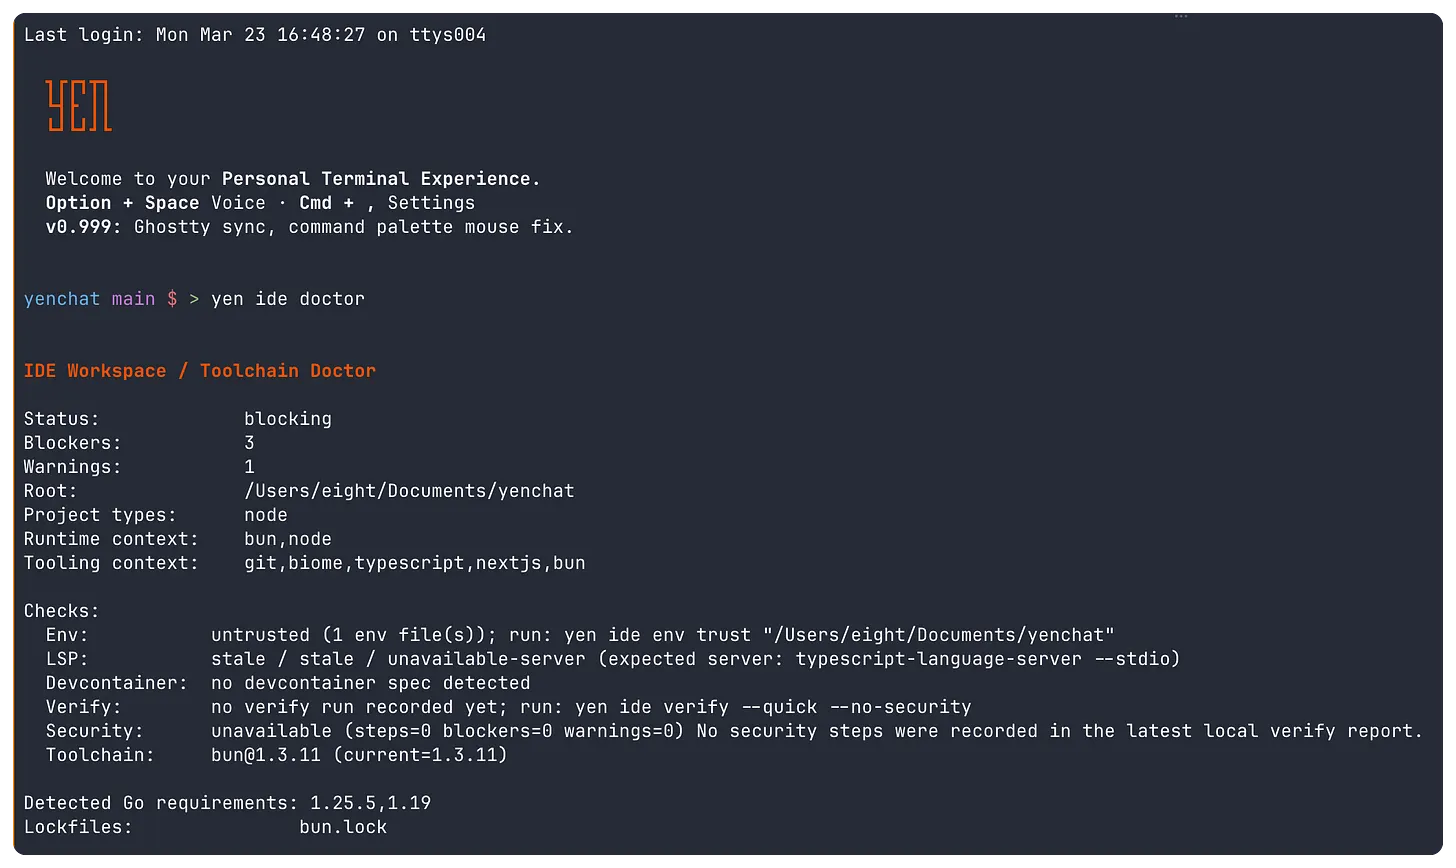 Last login: Mon Mar 23 16:48:27 on ttys004
YEN
Welcome to your Personal Terminal Experience.
Option + Space Voice · Cmd + , Settings
v0.999: Ghostty sync, command palette mouse fix.
yenchat main $ > yen ide doctor
IDE Workspace / Toolchain Doctor
Status: blocking
Blockers: 3
Warnings: 1
Root: /Users/eight/Documents/yenchat
Project types: node
Runtime context: bun,node
Tooling context: git,biome,typescript,nextjs,bun
Checks:
Env: untrusted (1 env file(s)); run: yen ide env trust "/Users/eight/Documents/yenchat"
LSP: stale / stale / unavailable-server (expected server: typescript-language-server --stdio)
Devcontainer: no devcontainer spec detected
Verify: no verify run recorded yet; run: yen ide verify --quick --no-security
Security: unavailable (steps=0 blockers=0 warnings=0) No security steps were recorded in the latest local verify report.
Toolchain: bun@1.3.11 (current=1.3.11)
Detected Go requirements: 1.25.5,1.19
Lockfiles: bun.lock